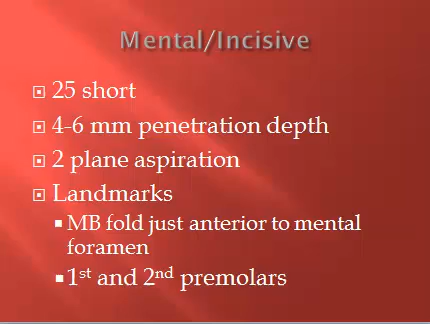 Mental/Incisive
25 short
4-6 mm penetration depth
2 plane aspiration
Landmarks
MB fold just anterior to mental
foramen
1st and 2nd premolars